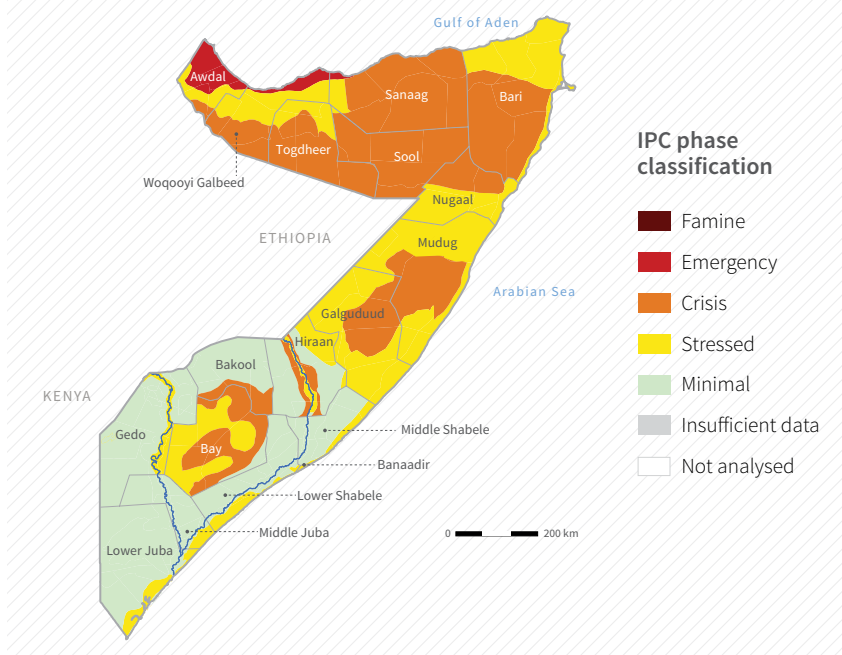 Gulf of Aden
Awdal
Sanaag
Bari
Togdheer
Sool
Woqooyi Galbeed
Nugaal
ETHIOPIA
Mudug
Arabian Sea
Galguduud
Hiraan
Bakool
KENYA
Gedo
Middle Shabele
Bay
Banaadir
Lower Shabele
Middle Juba
Lower Juba
0
200 km
IPC phase
classification
Famine
Emergency
Crisis
Stressed
Minimal
Insufficient data
Not analysed